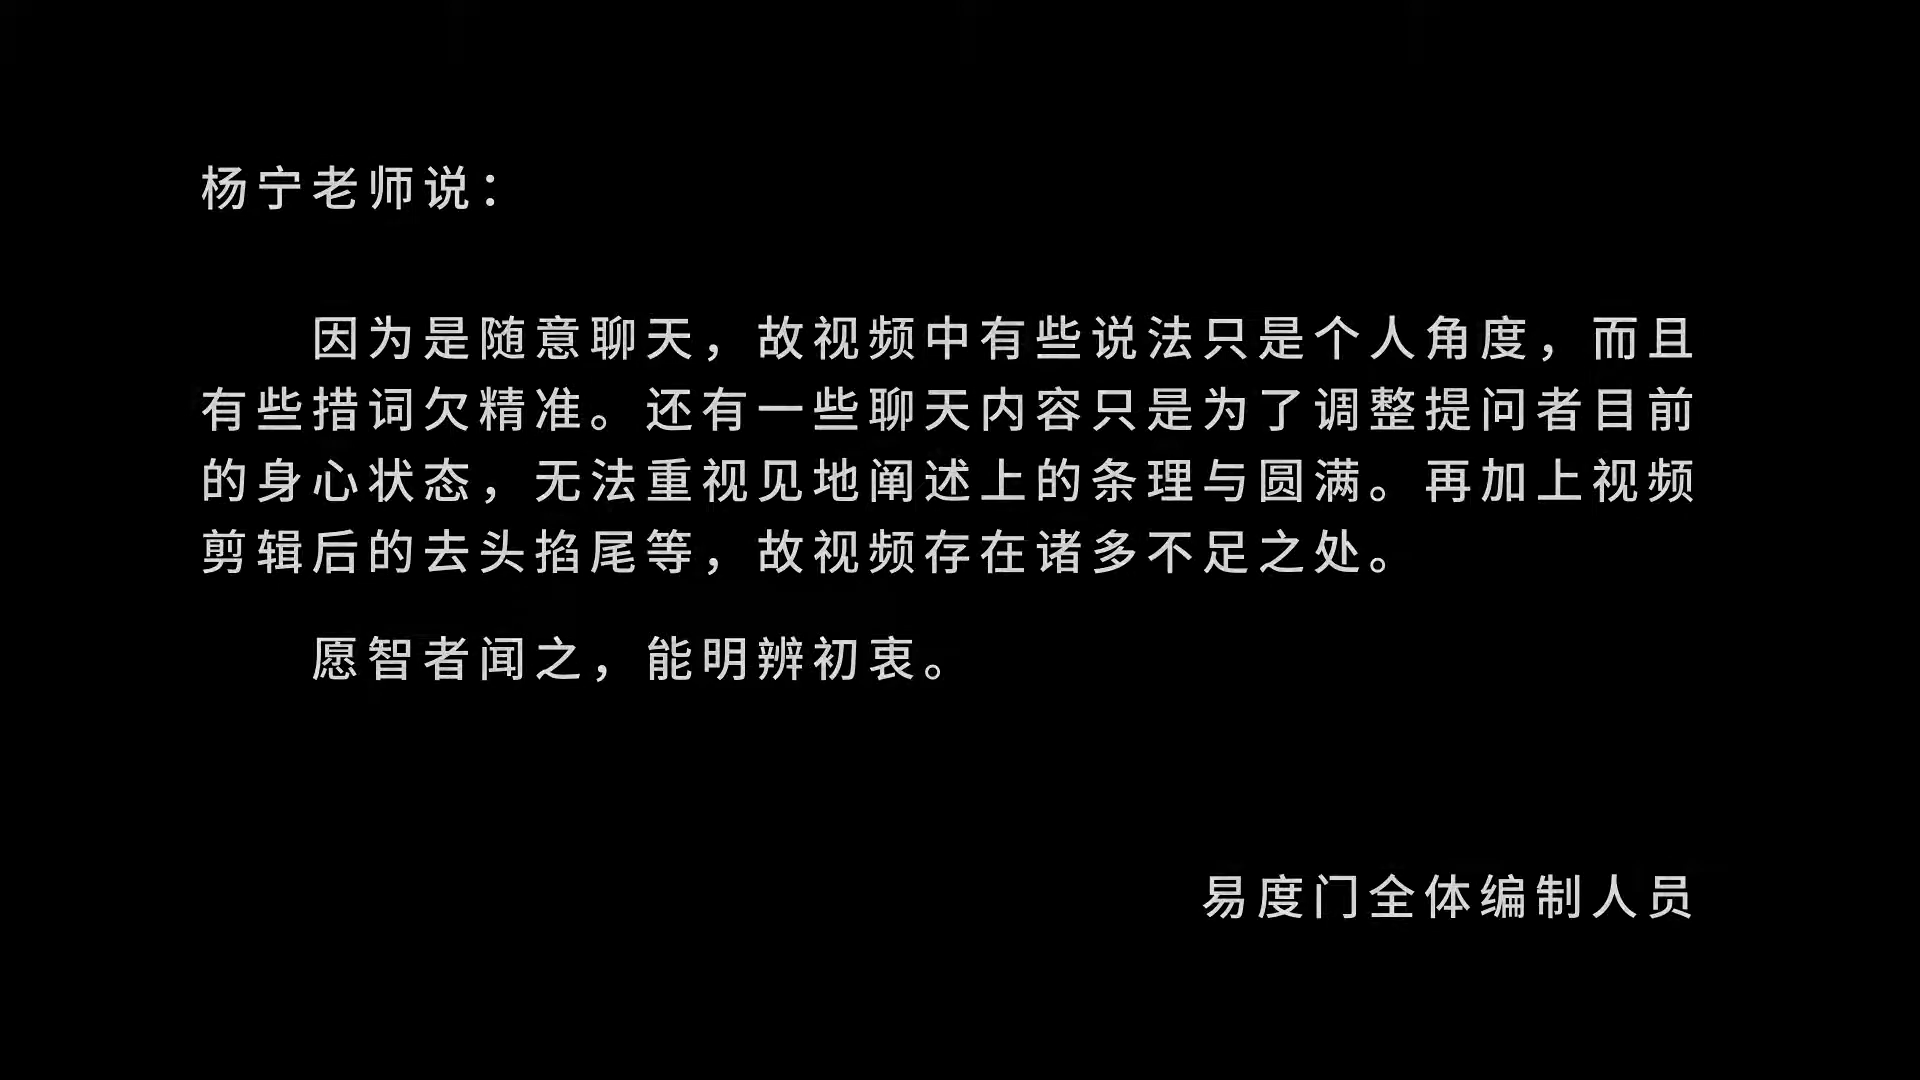 杨宁老师说：
因为是随意聊天，故视频中有些说法只是个人角度，而且
有些措词欠精准。还有一些聊天内容只是为了调整提问者目前
的身心状态，无法重视见地阐述上的条理与圆满。再加上视频
剪辑后的去头掐尾等，故视频存在诸多不足之处。
愿智者闻之，能明辨初衷。
易度门全体编制人员